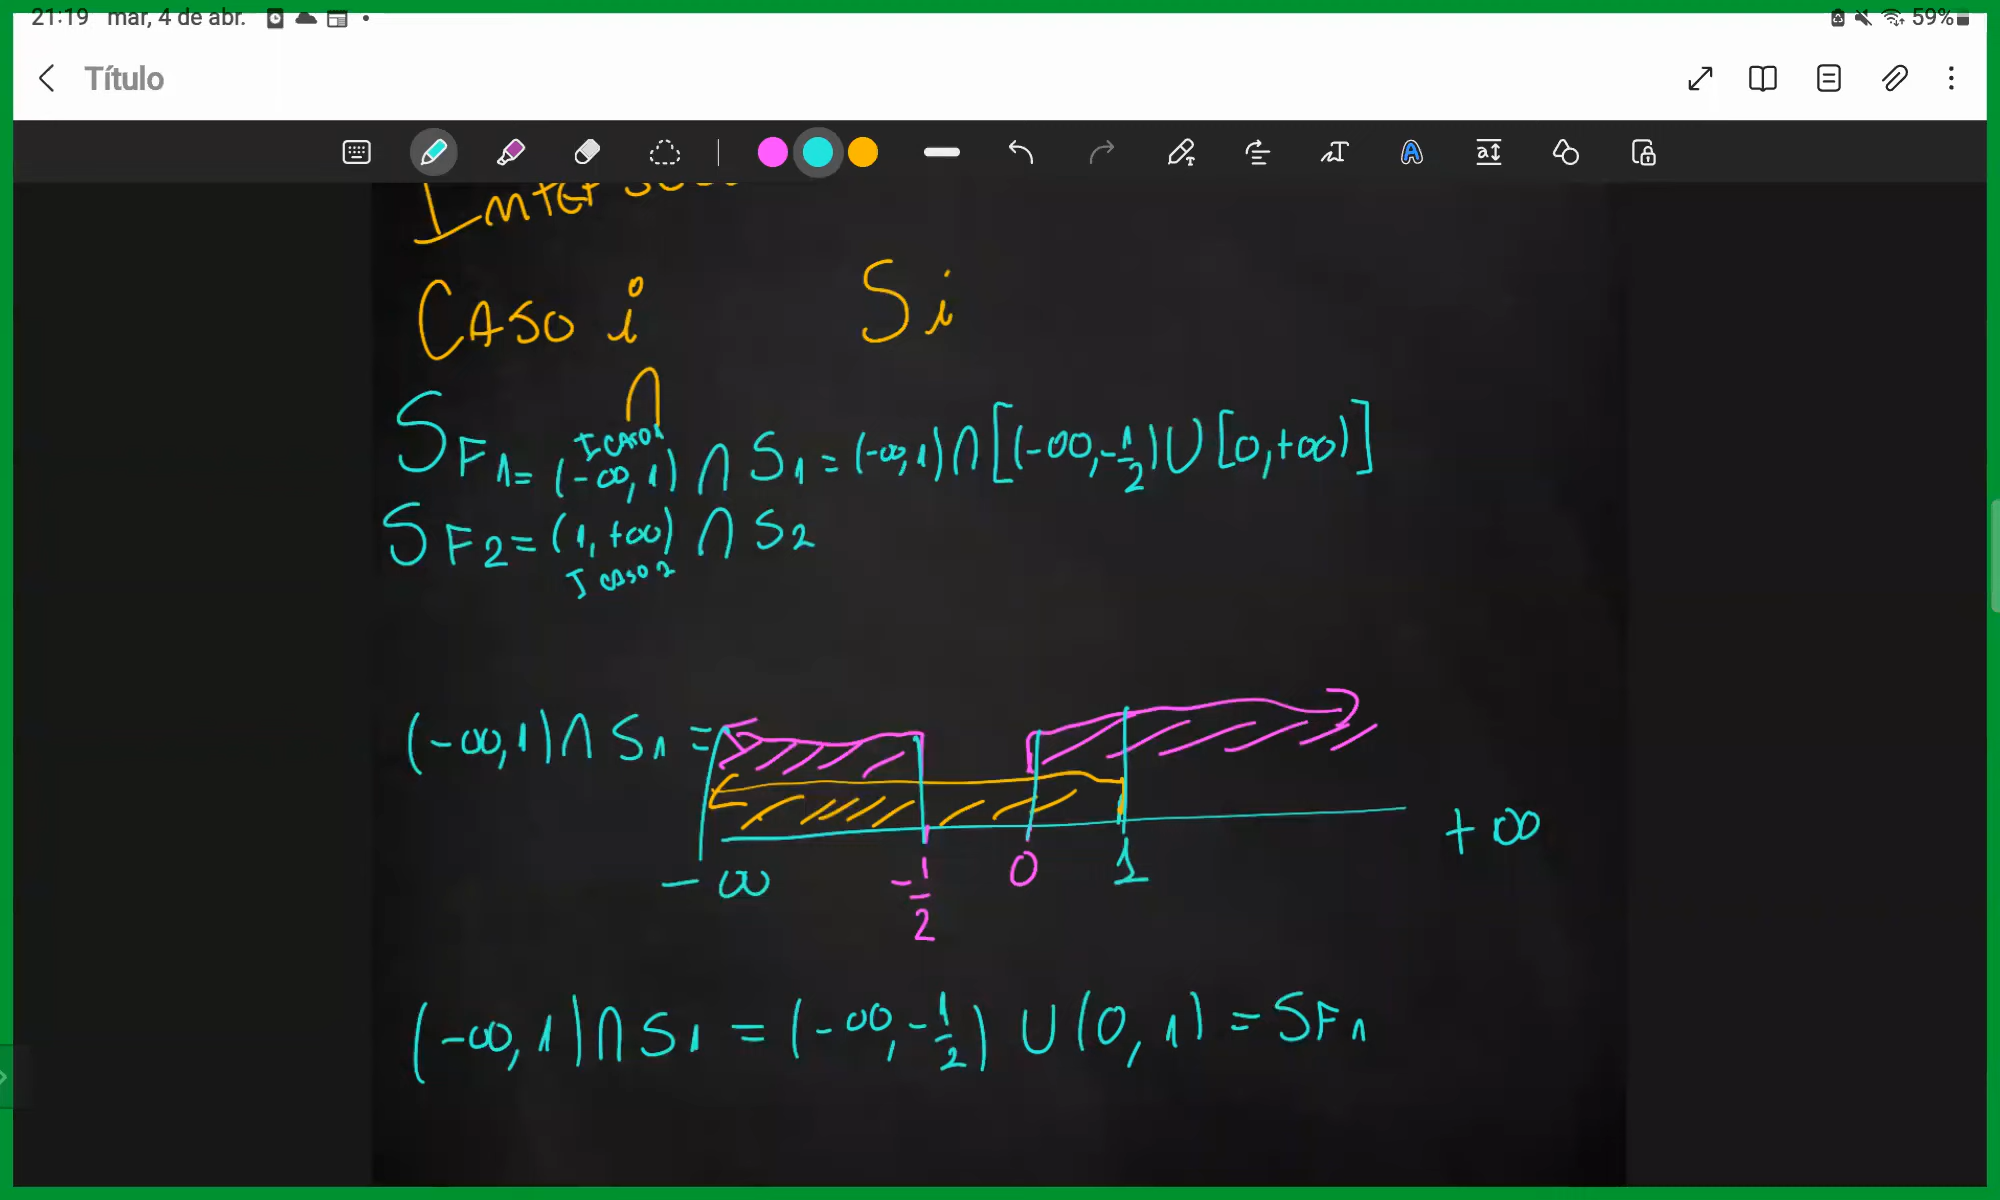 21:19 mar, 4 de abr. 59%
Título
CASO i Si
∩
I CASO 1
SF1 = (-∞, 1) ∩ S1 = (-∞, 1) ∩ [(-∞, -1/2) ∪ [0, +∞)]
SF2 = (1, +∞) ∩ S2
I CASO 2
(-∞, 1) ∩ S1 =
-∞ -1/2 0 1 +∞
(-∞, 1) ∩ S1 = (-∞, -1/2) ∪ (0, 1) = SF1